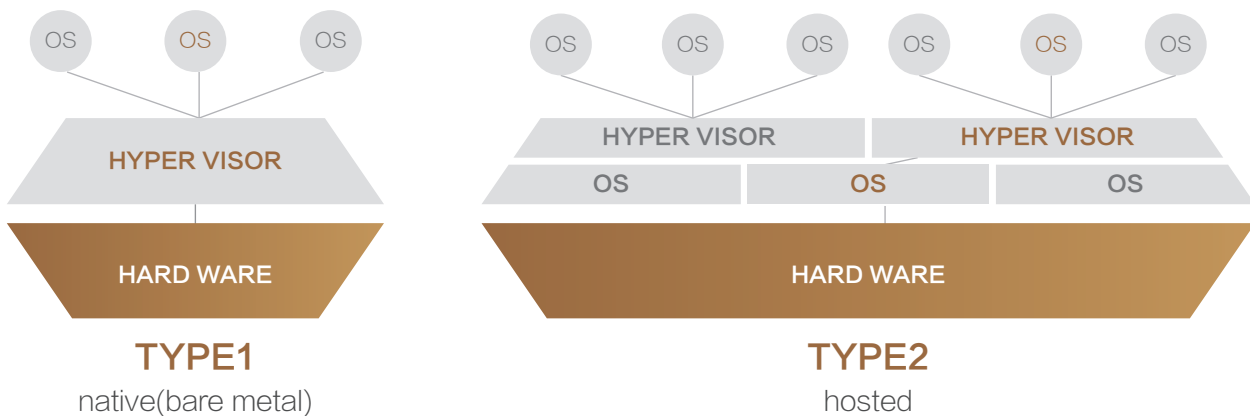 OS OS OS
HYPER VISOR
HARD WARE
TYPE1
native(bare metal)
OS OS OS OS OS OS
HYPER VISOR HYPER VISOR
OS OS OS
HARD WARE
TYPE2
hosted